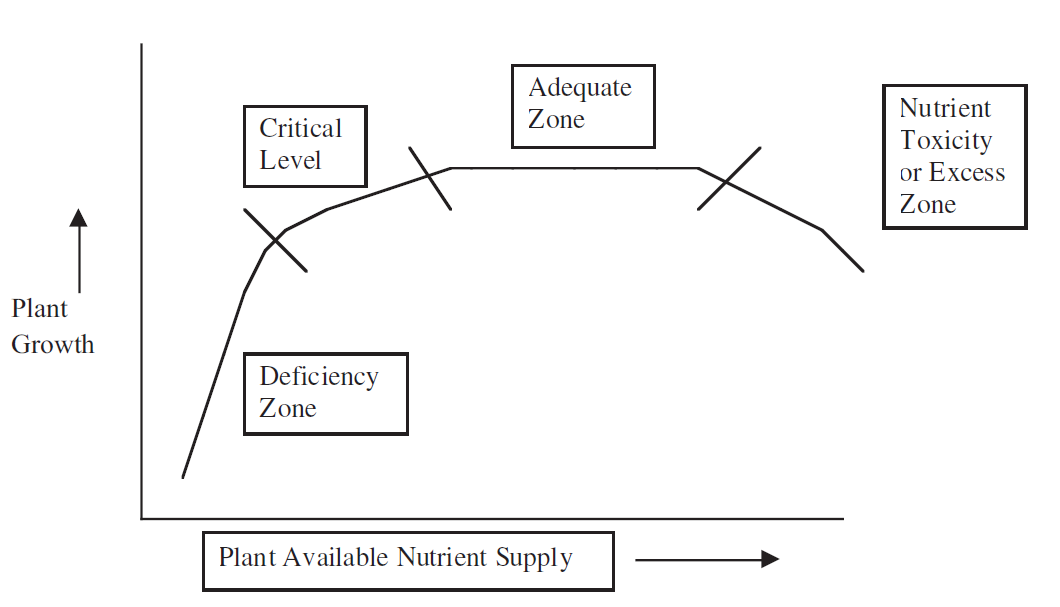 Adequate
Zone
Nutrient
Toxicity
or Excess
Zone
Critical
Level
Plant
Growth
Deficiency
Zone
Plant Available Nutrient Supply